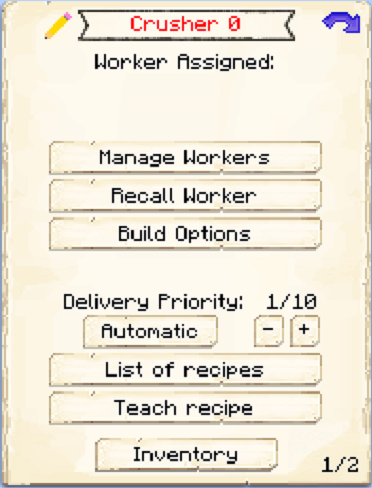 Crusher 0
Worker Assigned:
Manage Workers
Recall Worker
Build Options
Delivery Priority: 1/10
Automatic - +
List of recipes
Teach recipe
Inventory
1/2